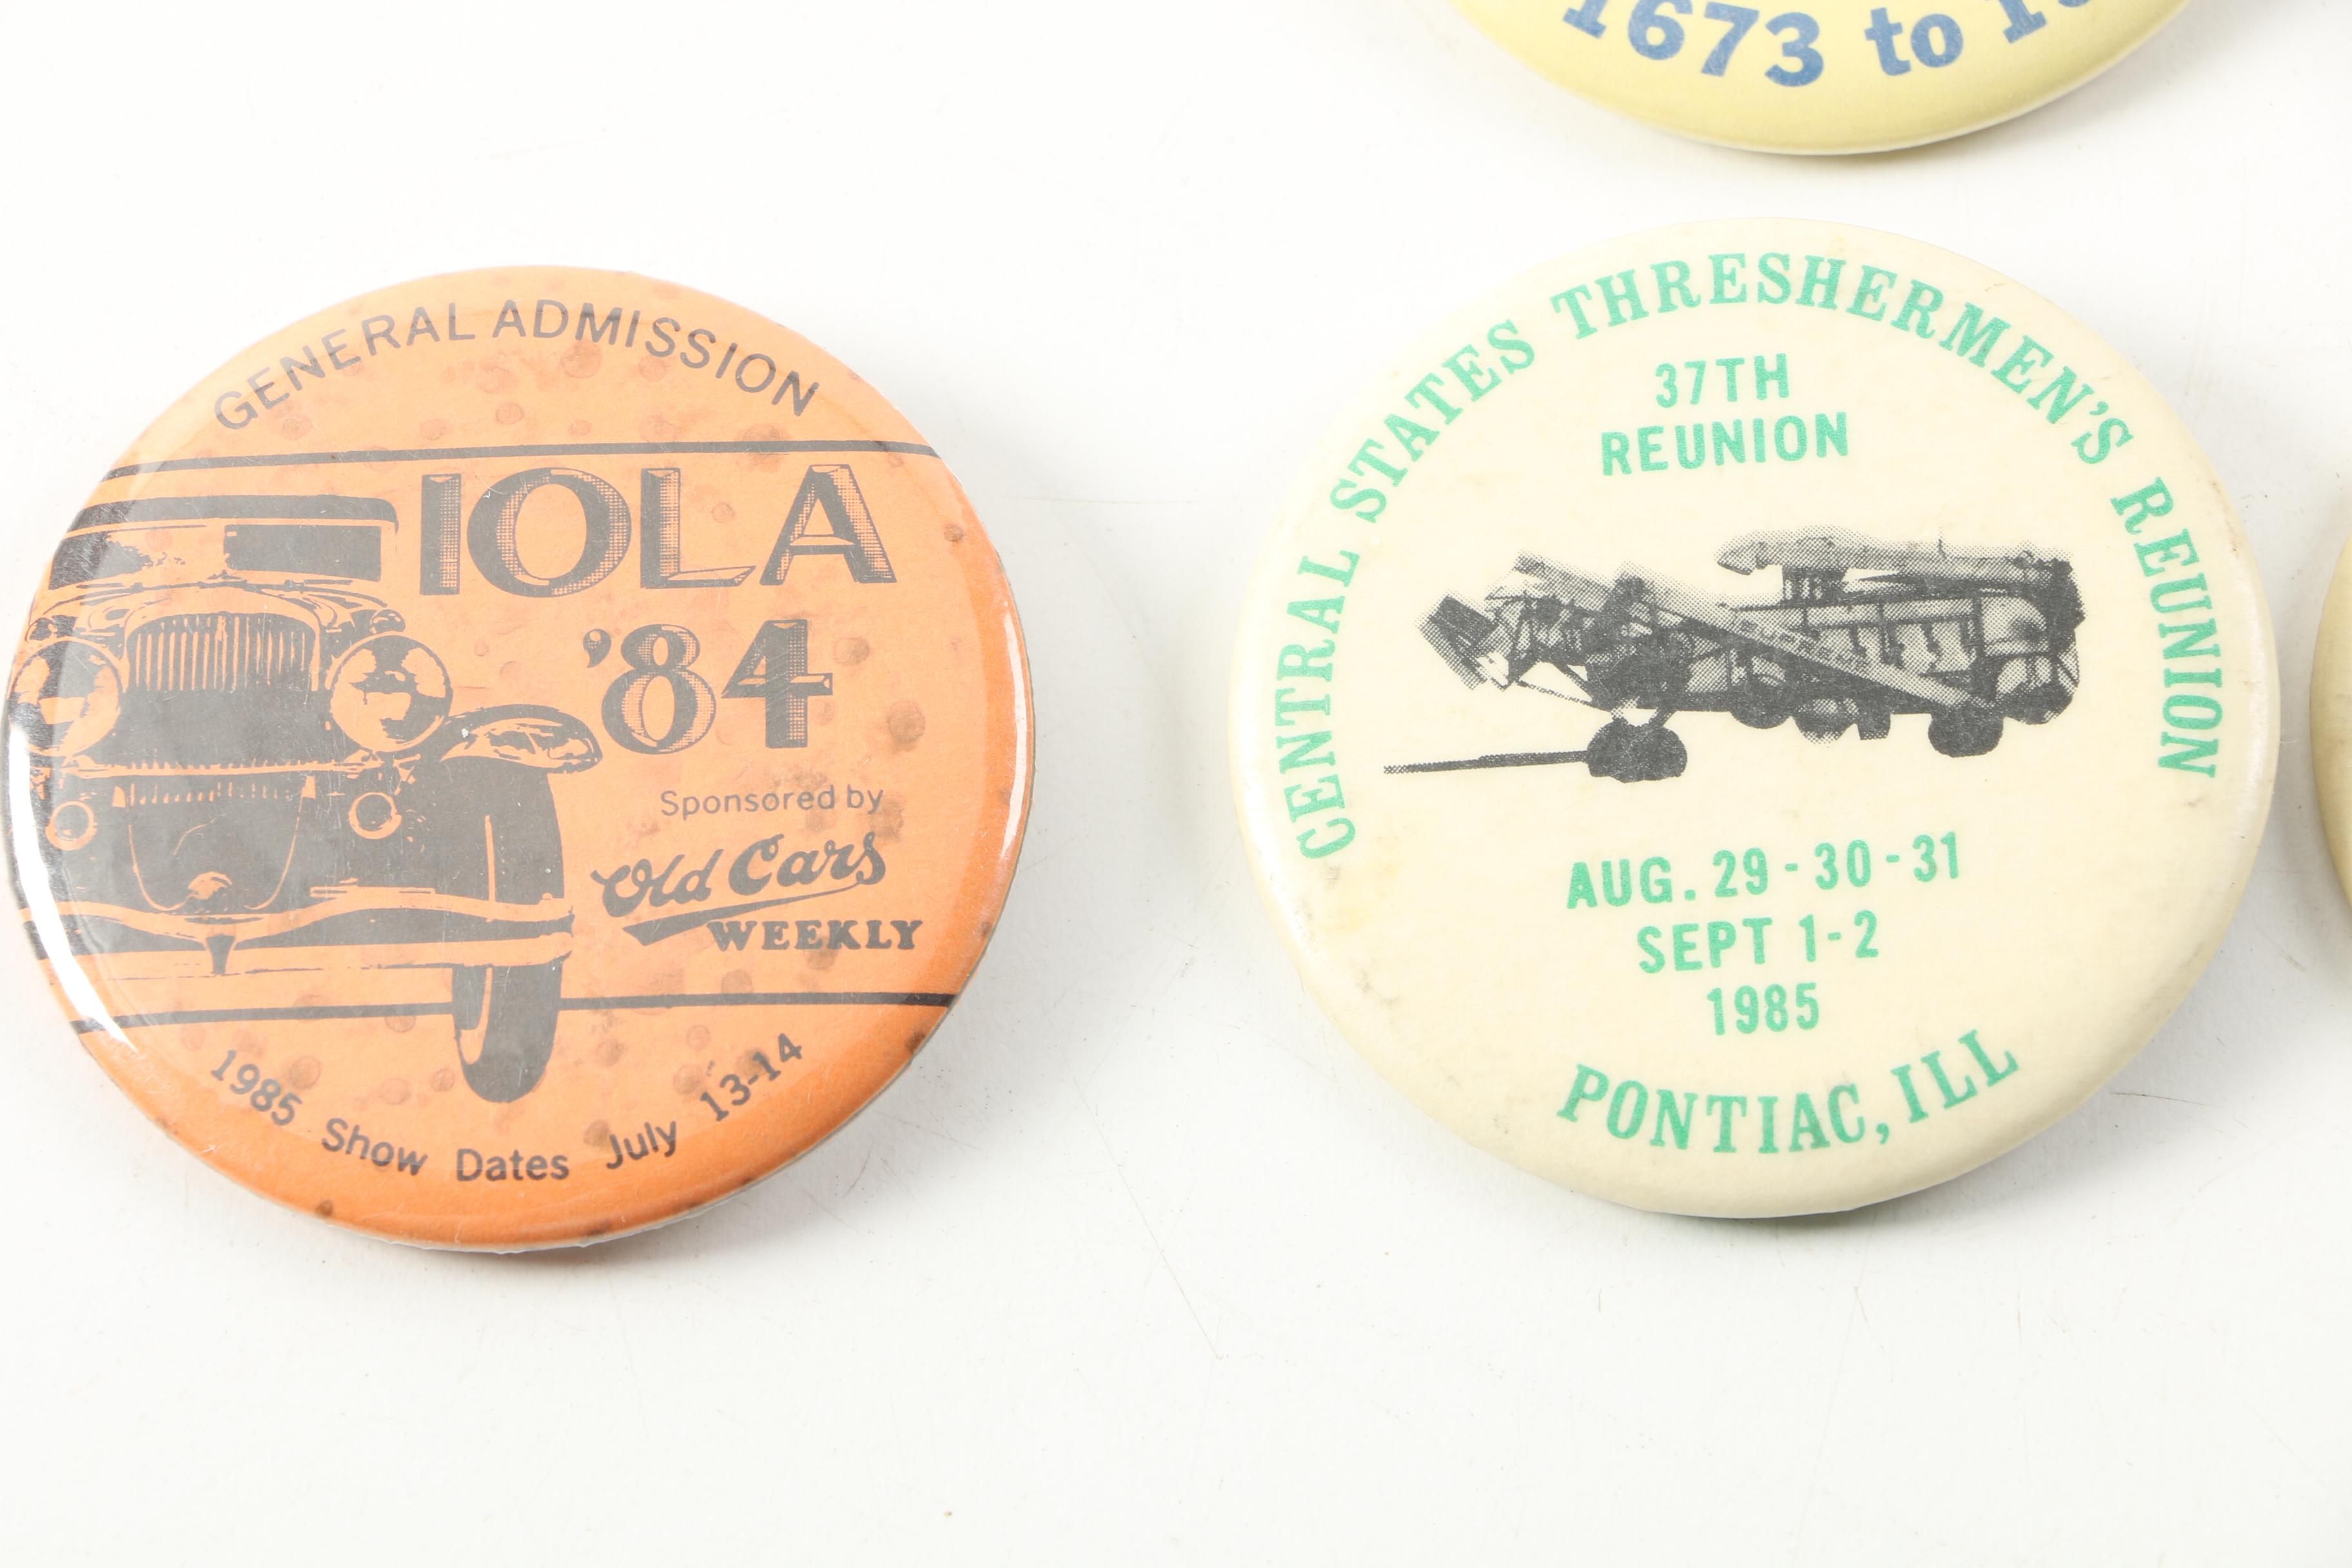 1673 to
GENERAL ADMISSION
IOLA
'84
Sponsored by
Old Cars
WEEKLY
1985 Show Dates July 13-14
CENTRAL STATES THRESHERMEN'S REUNION
37TH
REUNION
AUG. 29-30-31
SEPT 1-2
1985
PONTIAC, ILL